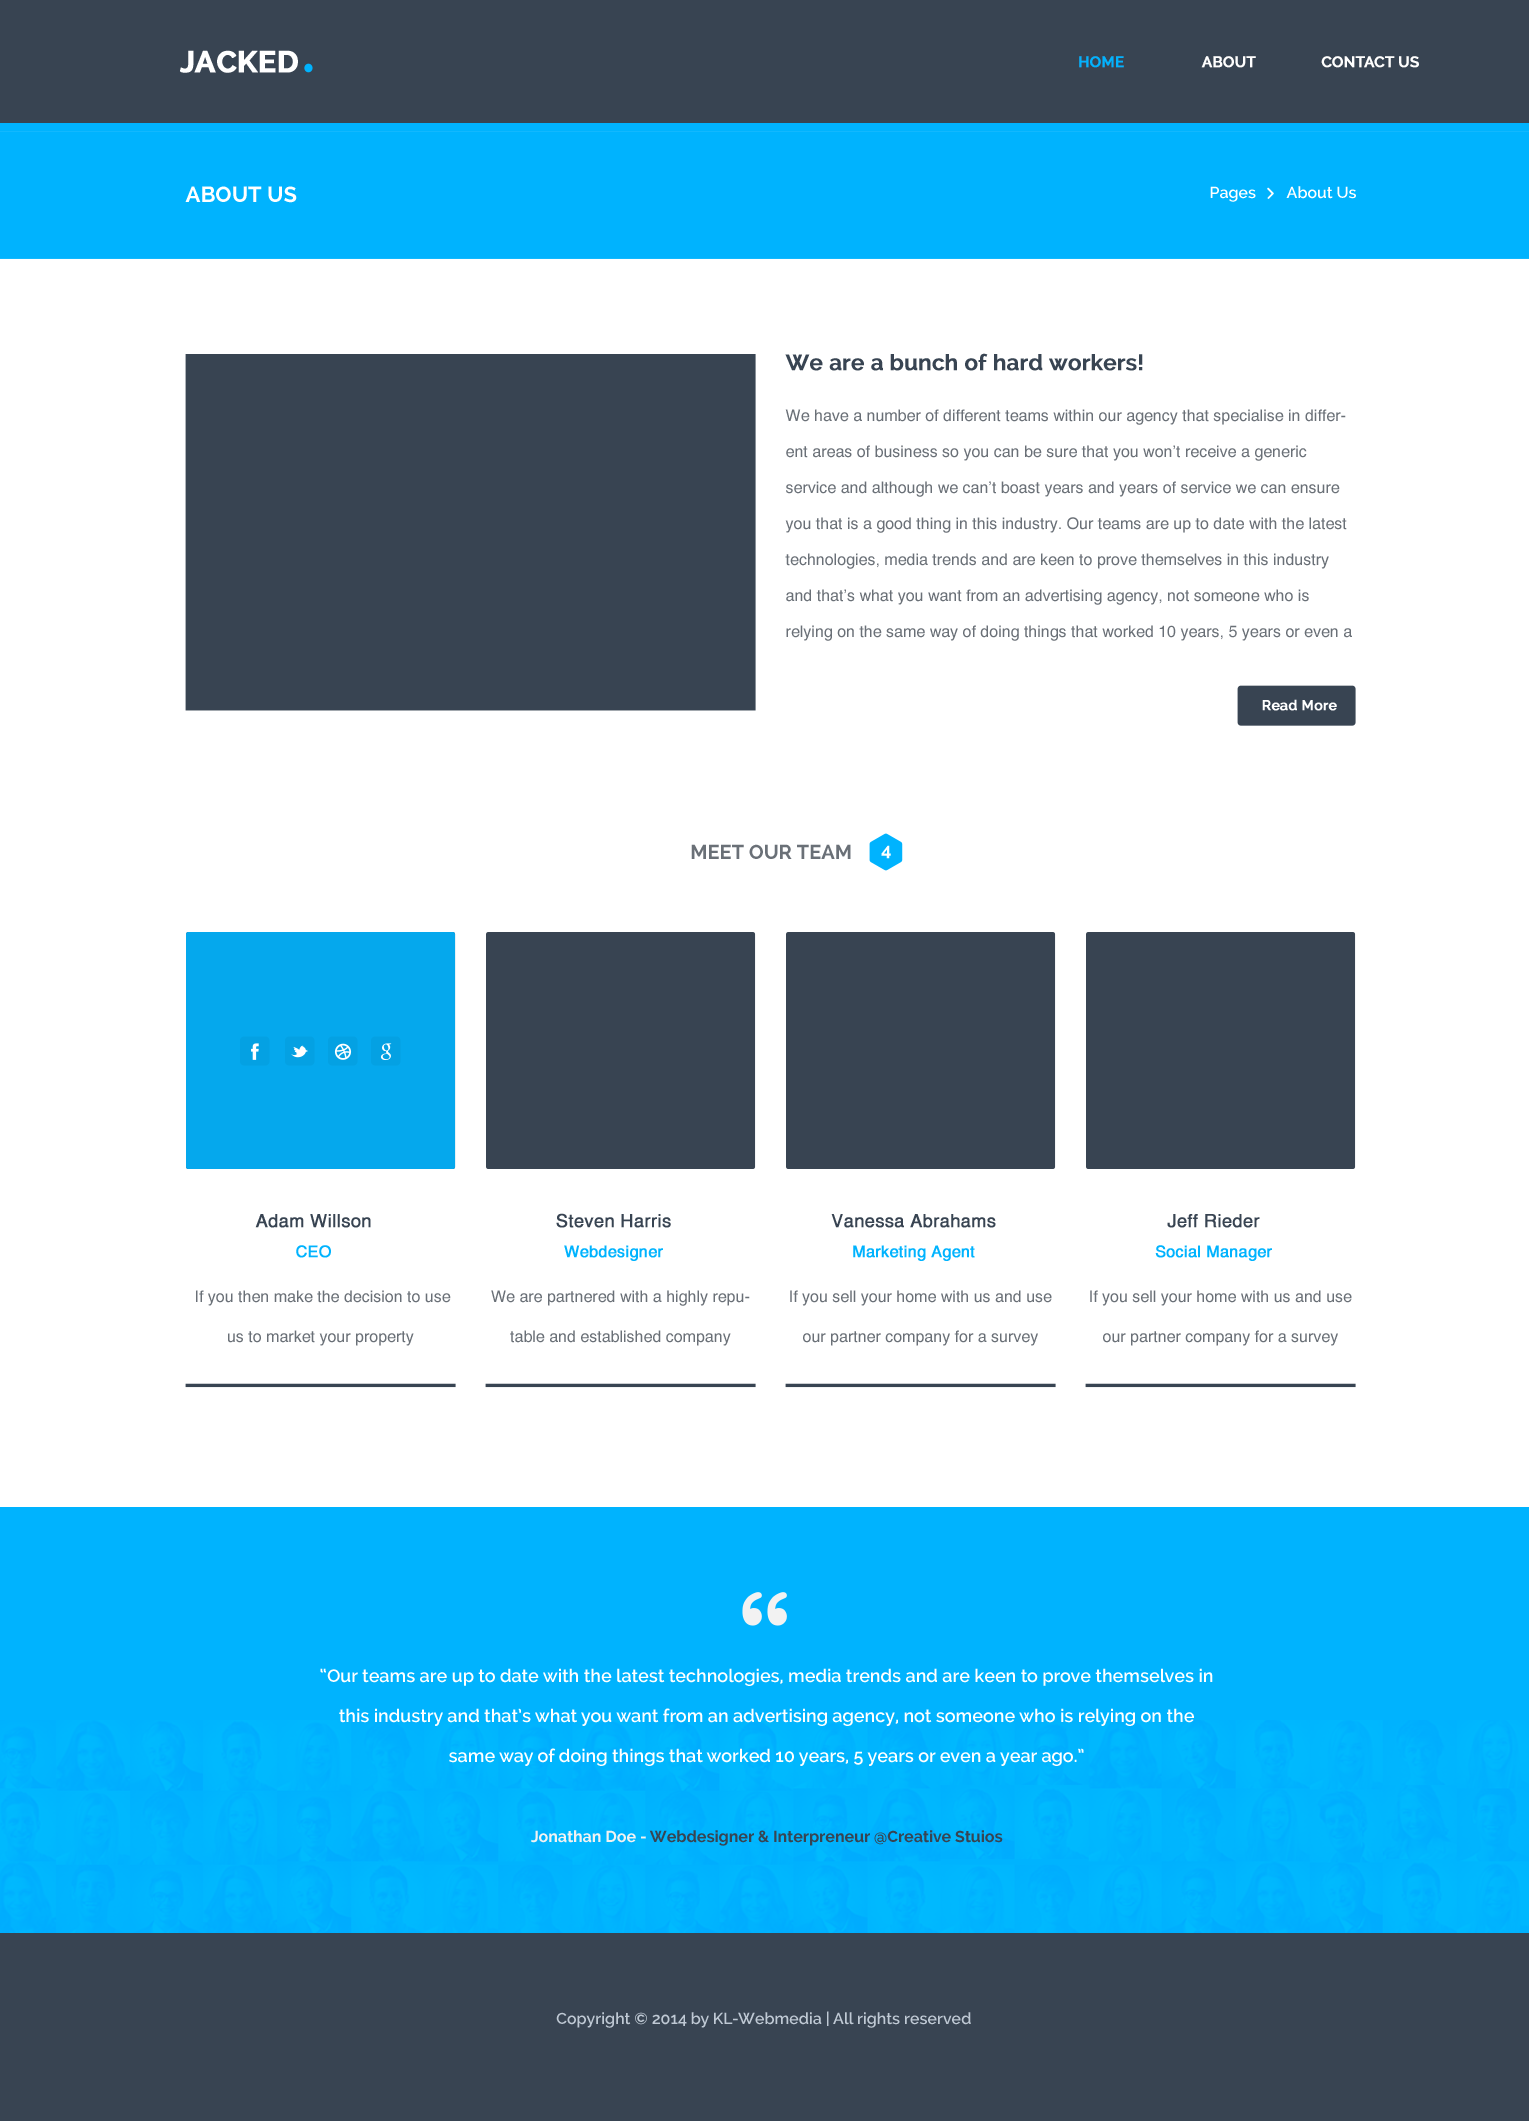 JACKED.
HOME ABOUT CONTACT US
ABOUT US
Pages > About Us
We are a bunch of hard workers!
We have a number of different teams within our agency that specialise in differ-
ent areas of business so you can be sure that you won't receive a generic
service and although we can't boast years and years of service we can ensure
you that is a good thing in this industry. Our teams are up to date with the latest
technologies, media trends and are keen to prove themselves in this industry
and that's what you want from an advertising agency, not someone who is
relying on the same way of doing things that worked 10 years, 5 years or even a
Read More
MEET OUR TEAM 4
Adam Willson
CEO
If you then make the decision to use
us to market your property
Steven Harris
Webdesigner
We are partnered with a highly repu-
table and established company
Vanessa Abrahams
Marketing Agent
If you sell your home with us and use
our partner company for a survey
Jeff Rieder
Social Manager
If you sell your home with us and use
our partner company for a survey
“Our teams are up to date with the latest technologies, media trends and are keen to prove themselves in
this industry and that's what you want from an advertising agency, not someone who is relying on the
same way of doing things that worked 10 years, 5 years or even a year ago.”
Jonathan Doe - Webdesigner & Interpreneur @Creative Stuios
Copyright © 2014 by KL-Webmedia | All rights reserved